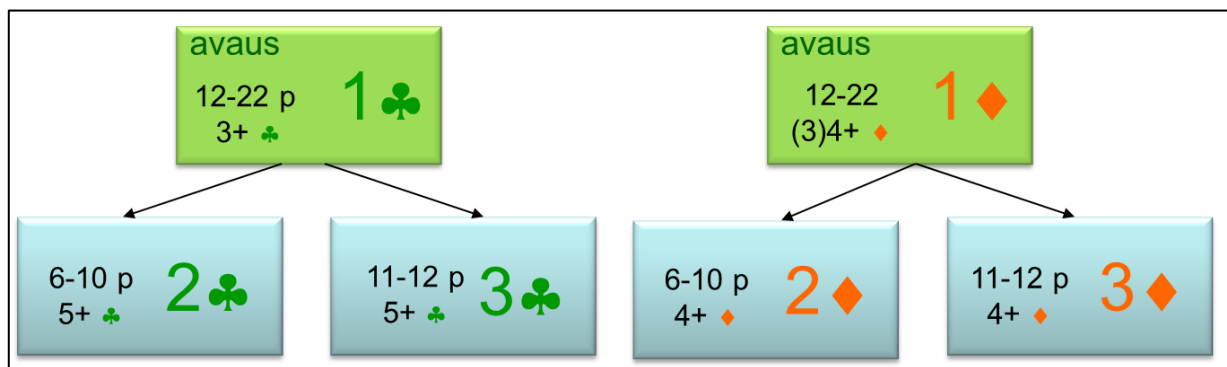 avaus
12-22 p 1♣
3+ ♣
avaus
12-22 1♦
(3)4+ ♦
6-10 p 2♣
5+ ♣
11-12 p 3♣
5+ ♣
6-10 p 2♦
4+ ♦
11-12 p 3♦
4+ ♦